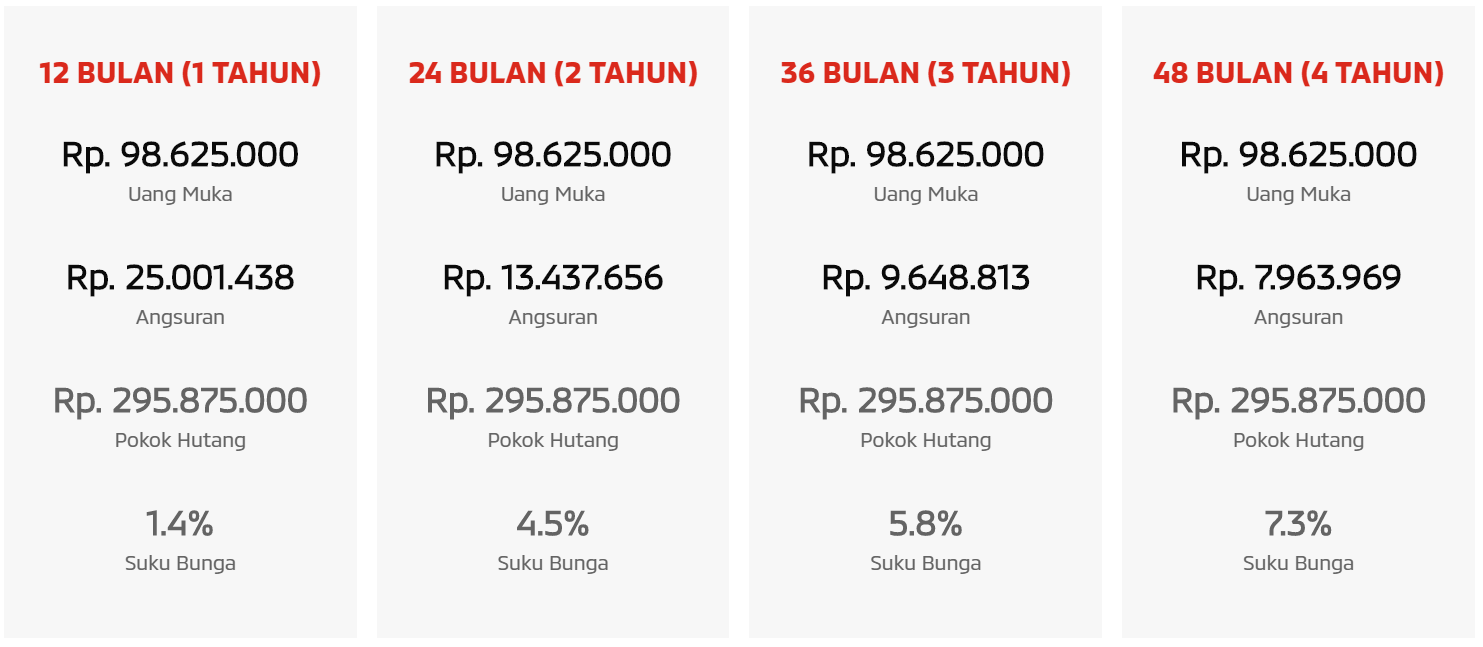 12 BULAN (1 TAHUN)
Rp. 98.625.000
Uang Muka
Rp. 25.001.438
Angsuran
Rp. 295.875.000
Pokok Hutang
1.4%
Suku Bunga
24 BULAN (2 TAHUN)
Rp. 98.625.000
Uang Muka
Rp. 13.437.656
Angsuran
Rp. 295.875.000
Pokok Hutang
4.5%
Suku Bunga
36 BULAN (3 TAHUN)
Rp. 98.625.000
Uang Muka
Rp. 9.648.813
Angsuran
Rp. 295.875.000
Pokok Hutang
5.8%
Suku Bunga
48 BULAN (4 TAHUN)
Rp. 98.625.000
Uang Muka
Rp. 7.963.969
Angsuran
Rp. 295.875.000
Pokok Hutang
7.3%
Suku Bunga